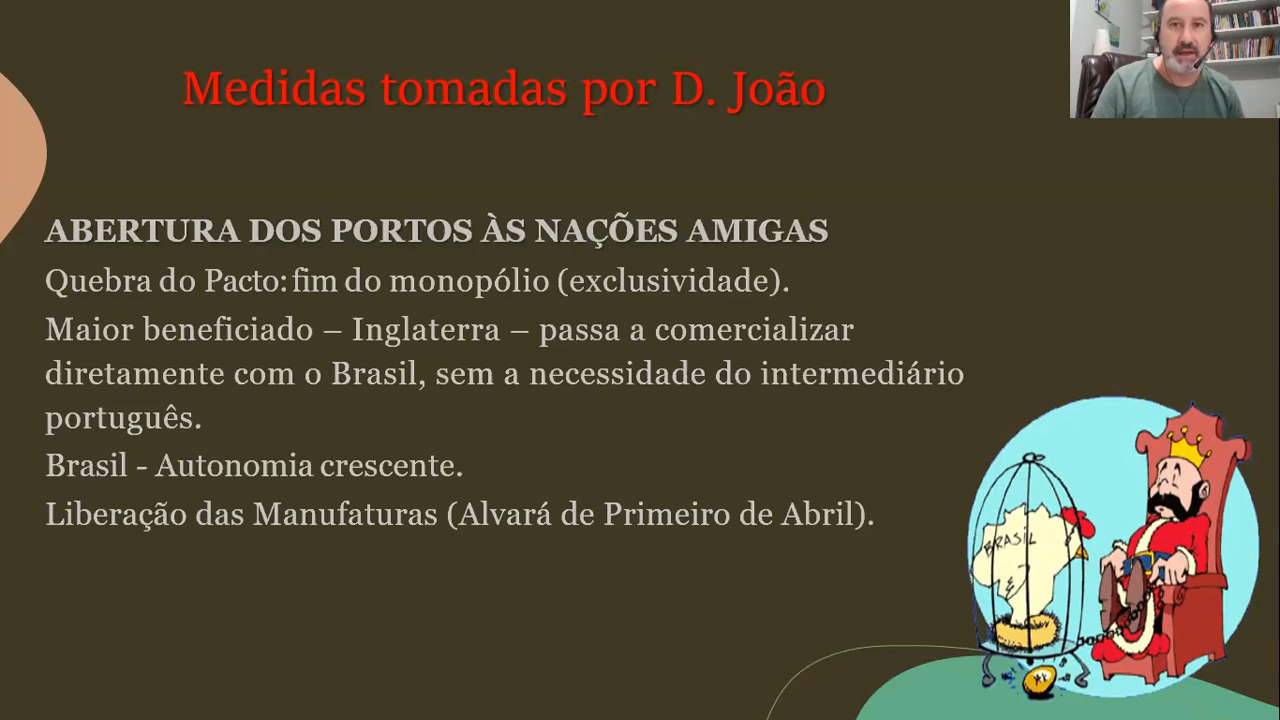 Medidas tomadas por D. João
ABERTURA DOS PORTOS ÀS NAÇÕES AMIGAS
Quebra do Pacto: fim do monopólio (exclusividade).
Maior beneficiado – Inglaterra – passa a comercializar
diretamente com o Brasil, sem a necessidade do intermediário
português.
Brasil - Autonomia crescente.
Liberação das Manufaturas (Alvará de Primeiro de Abril).
BRASIL